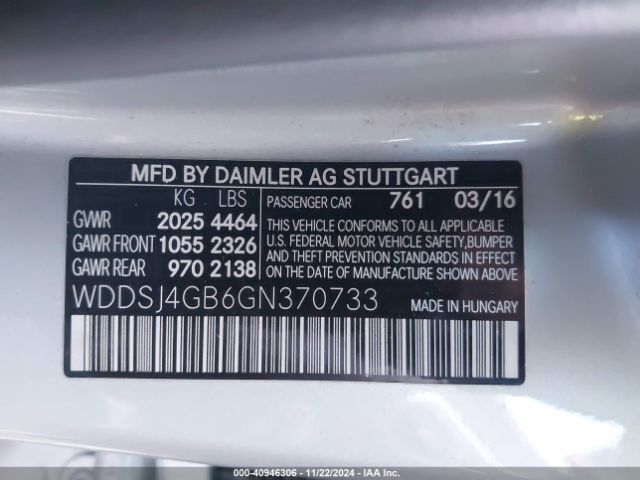 MFD BY DAIMLER AG STUTTGART
KG LBS
GVWR 2025 4464
GAWR FRONT 1055 2326
GAWR REAR 970 2138
PASSENGER CAR 761 03/16
THIS VEHICLE CONFORMS TO ALL APPLICABLE
U.S. FEDERAL MOTOR VEHICLE SAFETY,BUMPER
AND THEFT PREVENTION STANDARDS IN EFFECT
ON THE DATE OF MANUFACTURE SHOWN ABOVE
WDDSJ4GB6GN370733 MADE IN HUNGARY
WWW.IAAI.COM - 40946306 - 11/22/2024 - IAA Inc.